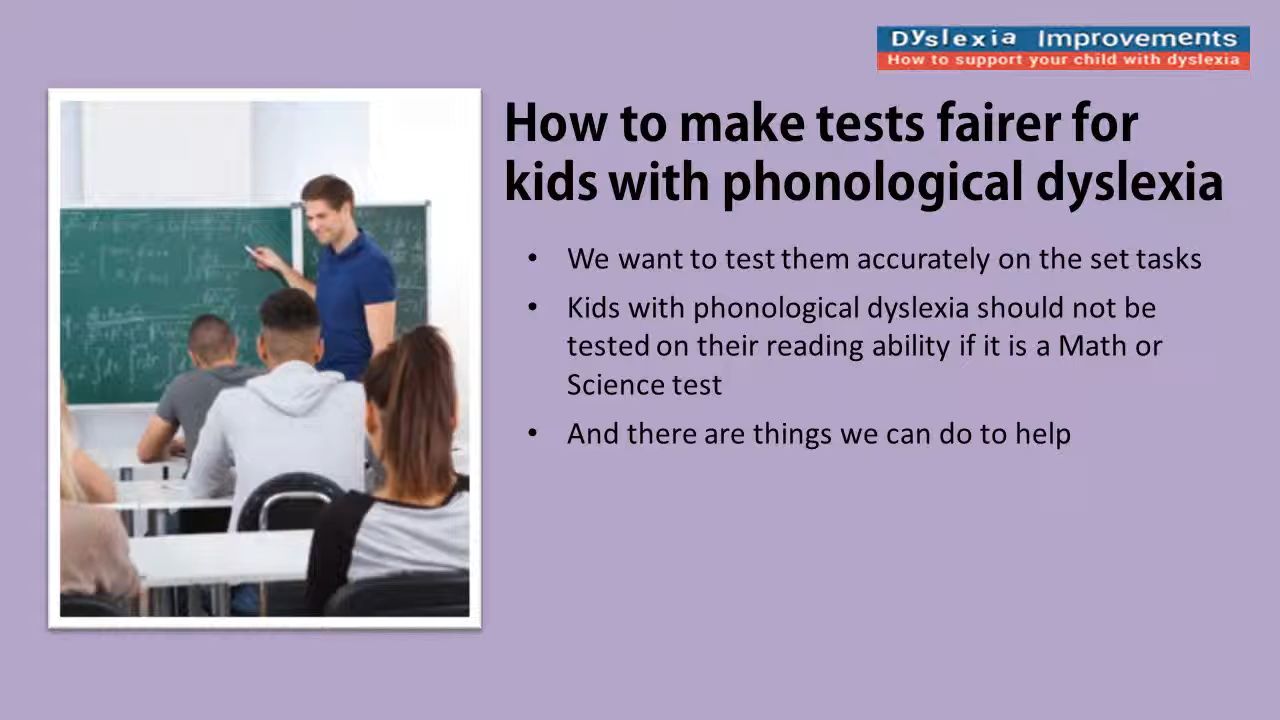 Dyslexia Improvements
How to support your child with dyslexia
How to make tests fairer for
kids with phonological dyslexia
• We want to test them accurately on the set tasks
• Kids with phonological dyslexia should not be
tested on their reading ability if it is a Math or
Science test
• And there are things we can do to help